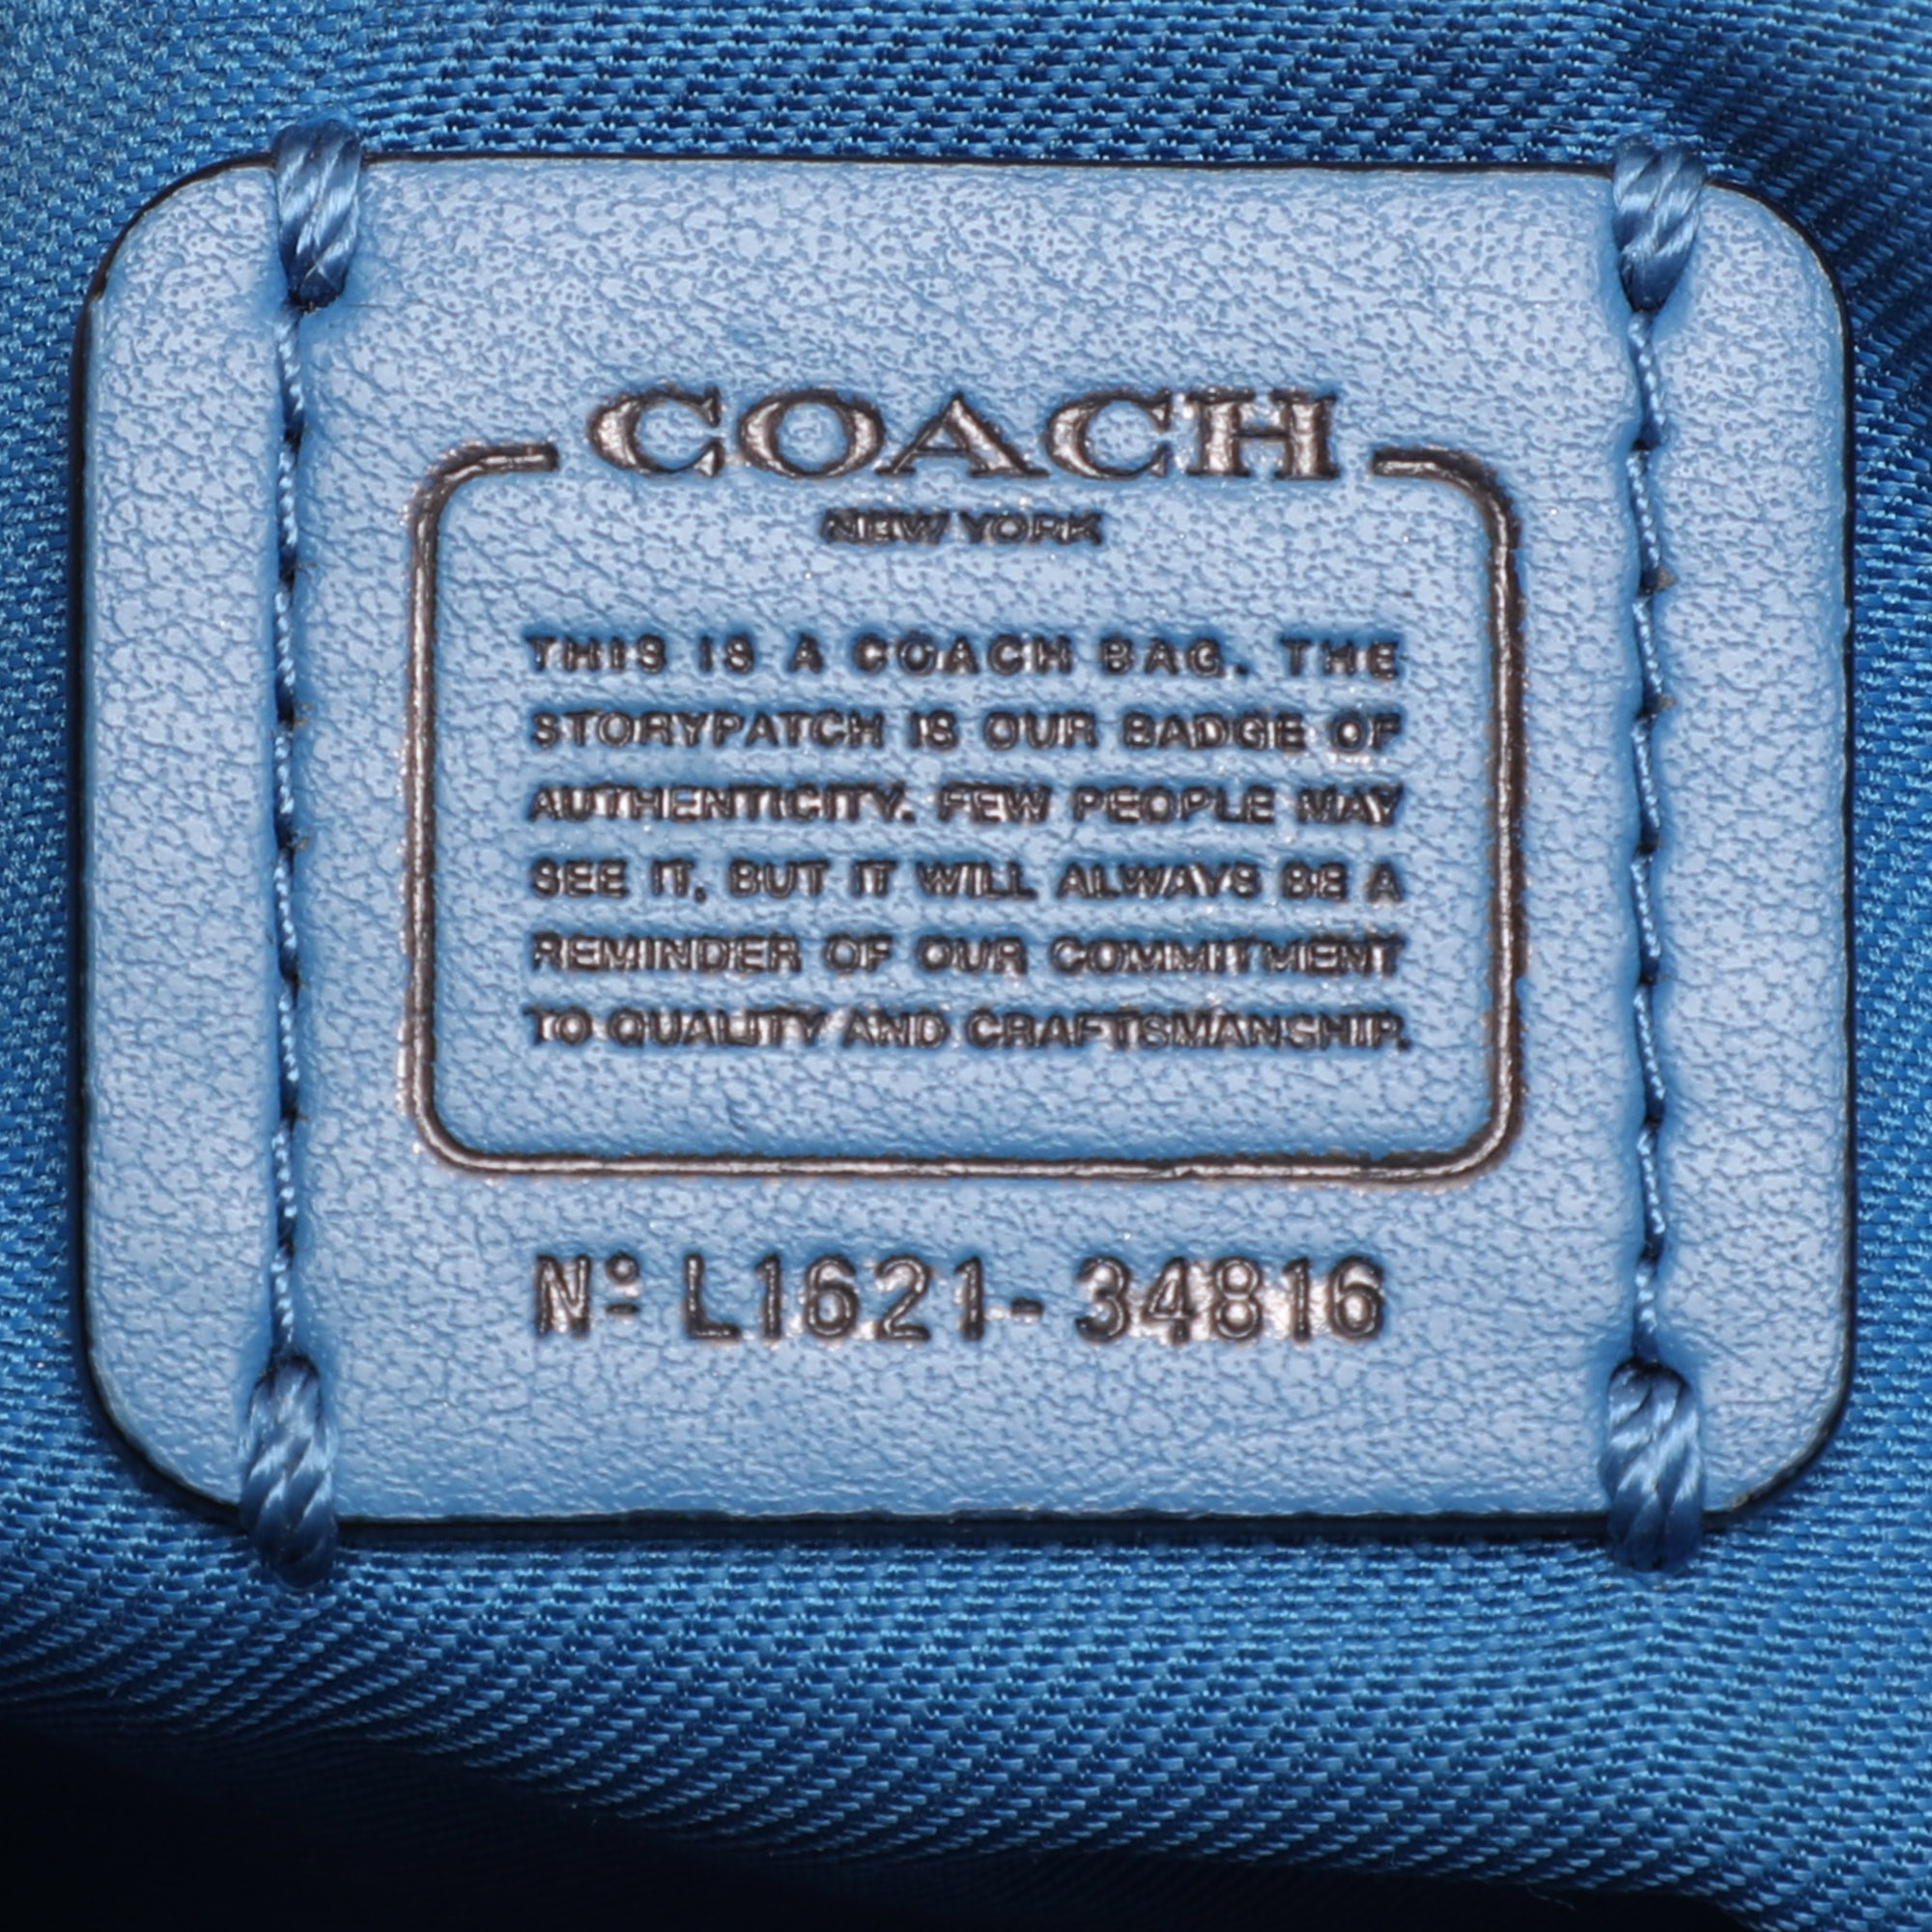 COACH
NEW YORK
THIS IS A COACH BAG. THE
STORYPATCH IS OUR BADGE OF
AUTHENTICITY. FEW PEOPLE MAY
SEE IT, BUT IT WILL ALWAYS BE A
REMINDER OF OUR COMMITMENT
TO QUALITY AND CRAFTSMANSHIP.
Nº L1621-34816